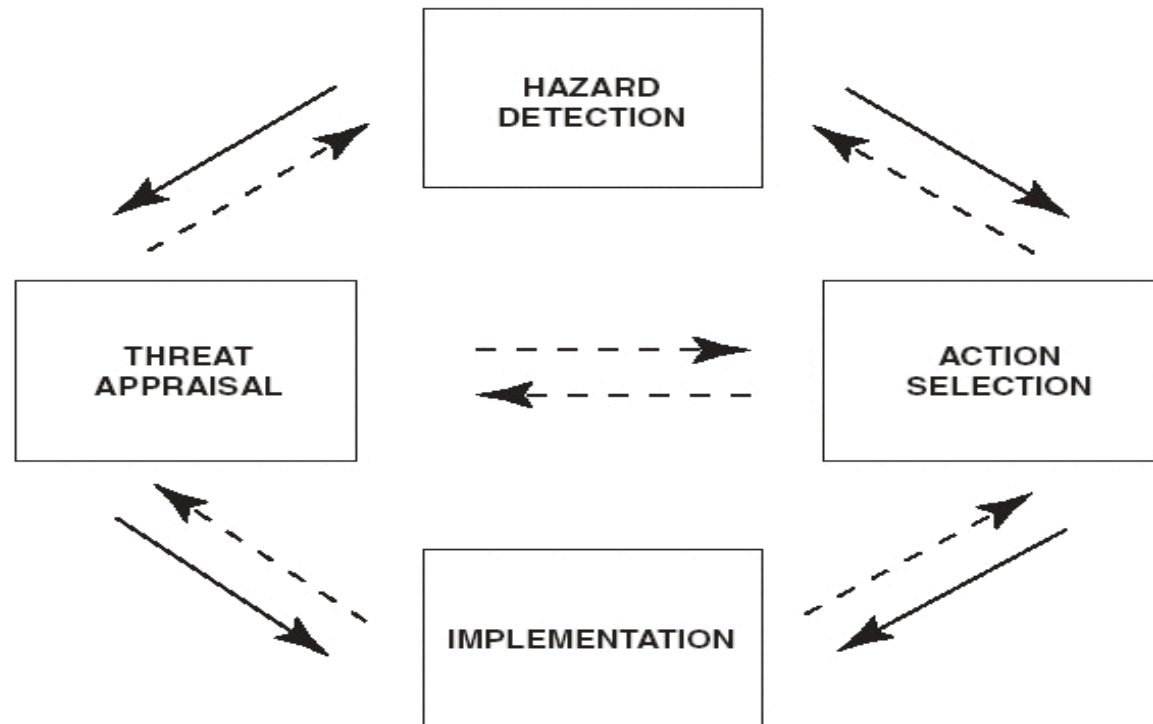 HAZARD
DETECTION
THREAT
APPRAISAL
ACTION
SELECTION
IMPLEMENTATION